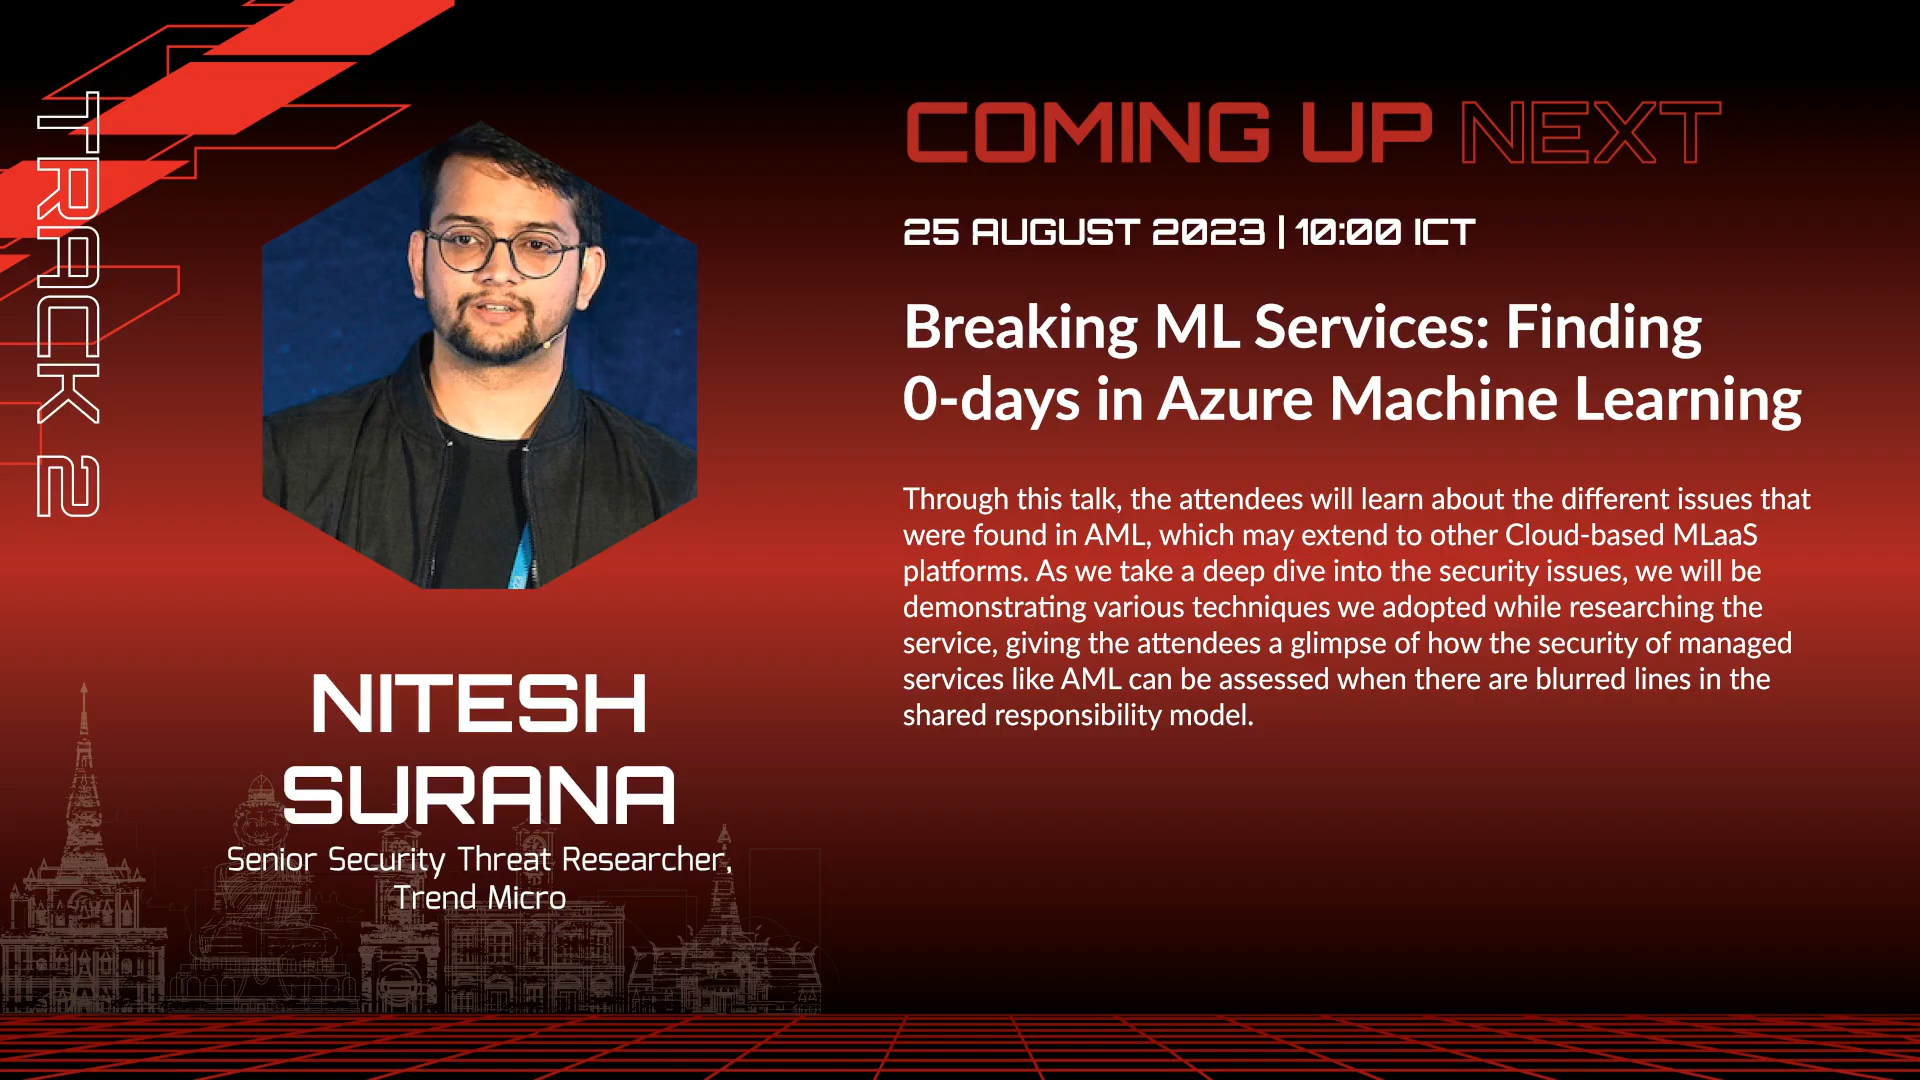 TRACK 2
COMING UP NEXT
25 AUGUST 2023 | 10:00 ICT
Breaking ML Services: Finding
0-days in Azure Machine Learning
Through this talk, the attendees will learn about the different issues that
were found in AML, which may extend to other Cloud-based MLaaS
platforms. As we take a deep dive into the security issues, we will be
demonstrating various techniques we adopted while researching the
service, giving the attendees a glimpse of how the security of managed
services like AML can be assessed when there are blurred lines in the
shared responsibility model.
NITESH
SURANA
Senior Security Threat Researcher,
Trend Micro